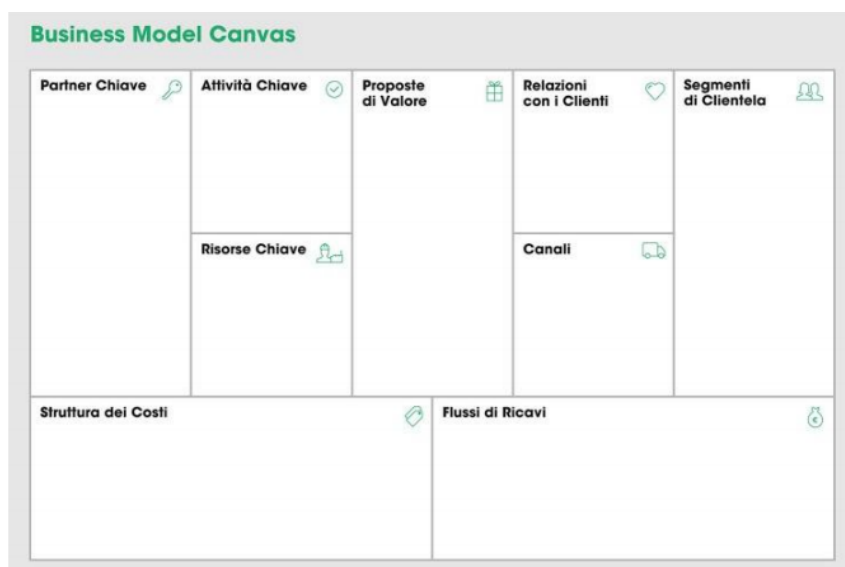 Business Model Canvas
Partner Chiave
Attività Chiave
Risorse Chiave
Proposte
di Valore
Relazioni
con i Clienti
Canali
Segmenti
di Clientela
Struttura dei Costi
Flussi di Ricavi
€